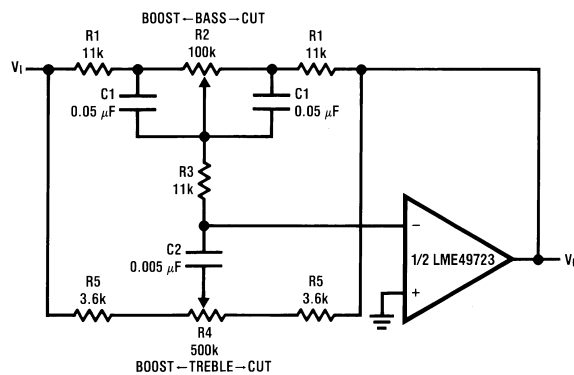 BOOST←BASS→CUT
R1
11k
R2
100k
R1
11k
VI
C1
0.05 μF
C1
0.05 μF
R3
11k
C2
0.005 μF
−
1/2 LME49723
+
R5
3.6k
R5
3.6k
R4
500k
BOOST←TREBLE→CUT